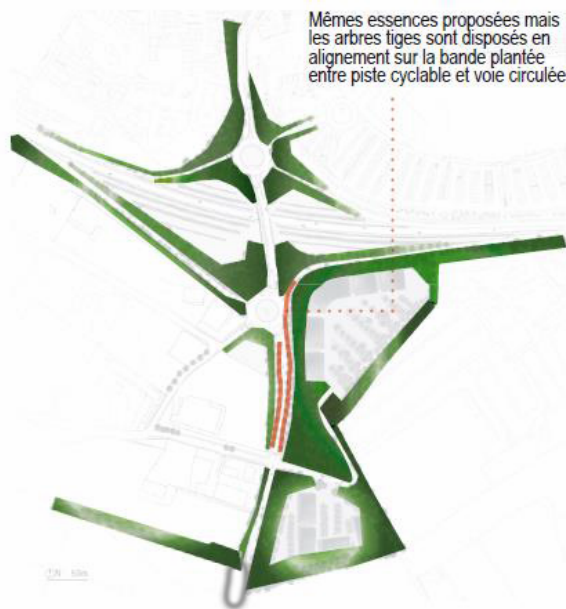 Mêmes essences proposées mais
les arbres tiges sont disposés en
alignement sur la bande plantée
entre piste cyclable et voie circulée